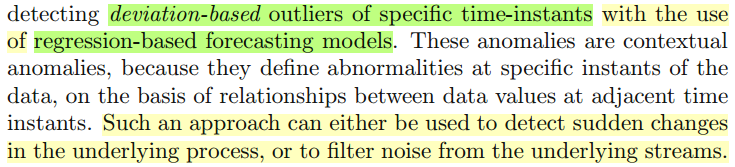 detecting deviation-based outliers of specific time-instants with the use
of regression-based forecasting models. These anomalies are contextual
anomalies, because they define abnormalities at specific instants of the
data, on the basis of relationships between data values at adjacent time
instants. Such an approach can either be used to detect sudden changes
in the underlying process, or to filter noise from the underlying streams.